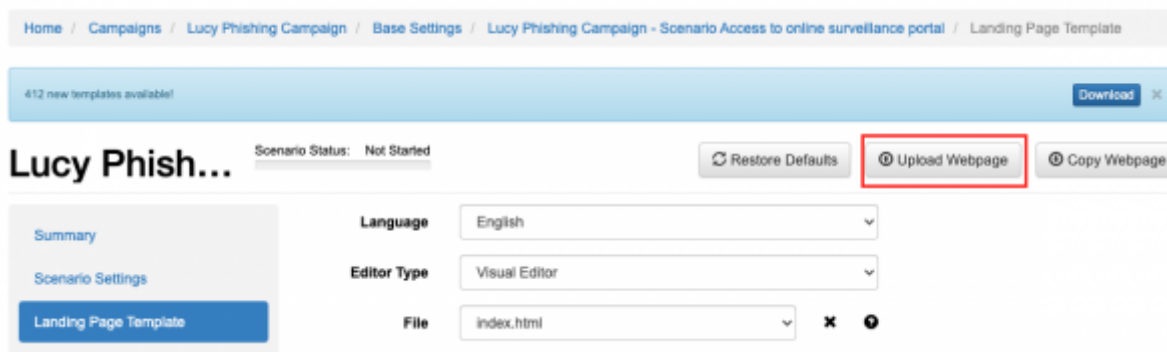 Home / Campaigns / Lucy Phishing Campaign / Base Settings / Lucy Phishing Campaign - Scenario Access to online surveillance portal / Landing Page Template
412 new templates available! Download
Lucy Phish... Scenario Status: Not Started Restore Defaults Upload Webpage Copy Webpage
Language English
Summary
Editor Type Visual Editor
Scenario Settings
Landing Page Template File index.html